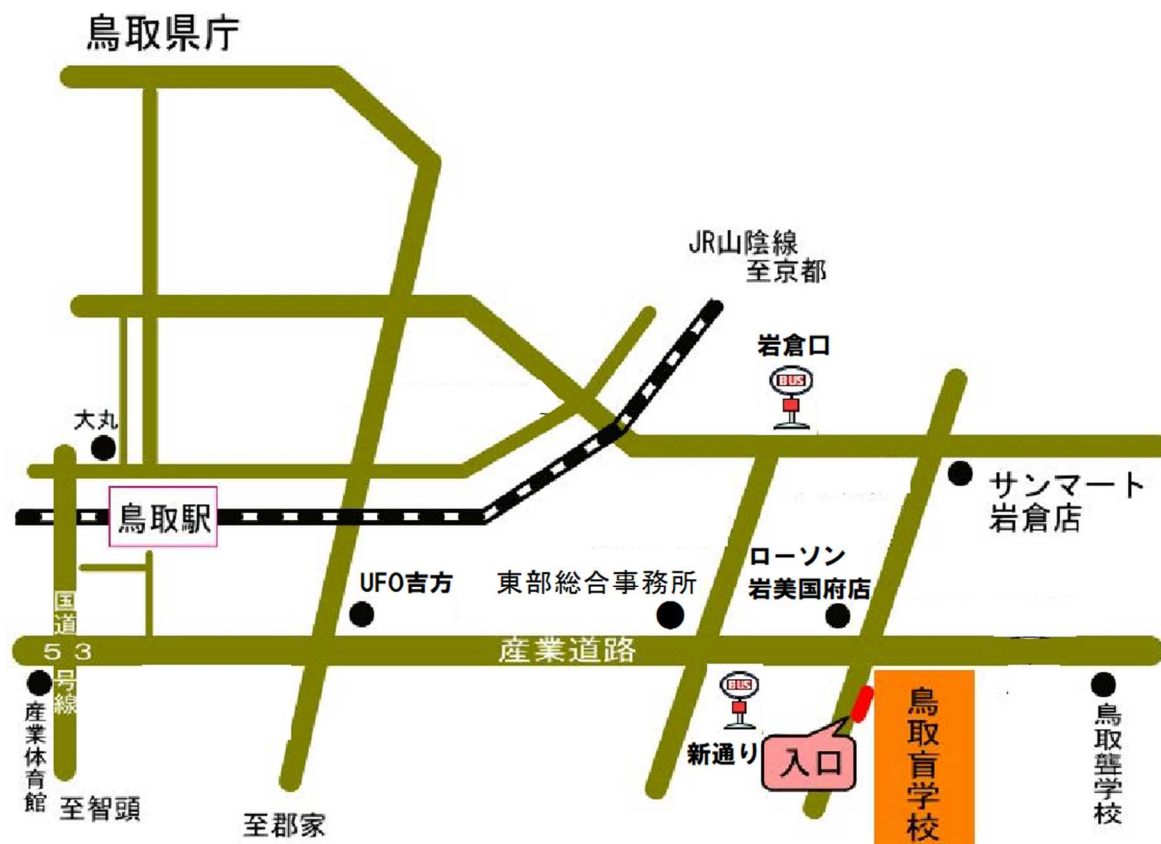 鳥取県庁
JR山陰線
至京都
岩倉口
BUS
大丸
サンマート
岩倉店
鳥取駅
ローソン
岩美国府店
UFO吉方
東部総合事務所
国道
53
号線
産業道路
BUS
新通り
入口
鳥取盲学校
鳥取聾学校
産業体育館
至智頭
至郡家